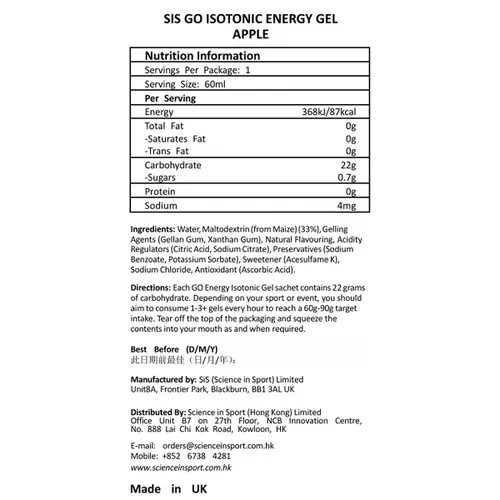 SIS GO ISOTONIC ENERGY GEL
APPLE
Nutrition Information
Servings Per Package: 1
Serving Size: 60ml
Per Serving
Energy 368kJ/87kcal
Total Fat 0g
-Saturates Fat 0g
-Trans Fat 0g
Carbohydrate 22g
-Sugars 0.7g
Protein 0g
Sodium 4mg
Ingredients: Water, Maltodextrin (from Maize) (33%), Gelling
Agents (Gellan Gum, Xanthan Gum), Natural Flavouring, Acidity
Regulators (Citric Acid, Sodium Citrate), Preservatives (Sodium
Benzoate, Potassium Sorbate), Sweetener (Acesulfame K),
Sodium Chloride, Antioxidant (Ascorbic Acid).
Directions: Each GO Energy Isotonic Gel sachet contains 22 grams
of carbohydrate. Depending on your sport or event, you should
aim to consume 1-3+ gels every hour to reach a 60g-90g target
intake. Tear off the top of the packaging and squeeze the
contents into your mouth as and when required.
Best Before (D/M/Y)
此日期前最佳（日/月/年）:
Manufactured by: SiS (Science in Sport) Limited
Unit8A, Frontier Park, Blackburn, BB1 3AL UK
Distributed By: Science in Sport (Hong Kong) Limited
Office Unit B7 on 27th Floor, NCB Innovation Centre,
No. 888 Lai Chi Kok Road, Kowloon, HK
E-mail: orders@scienceinsport.com.hk
Mobile: +852 6738 4281
www.scienceinsport.com.hk
Made in UK